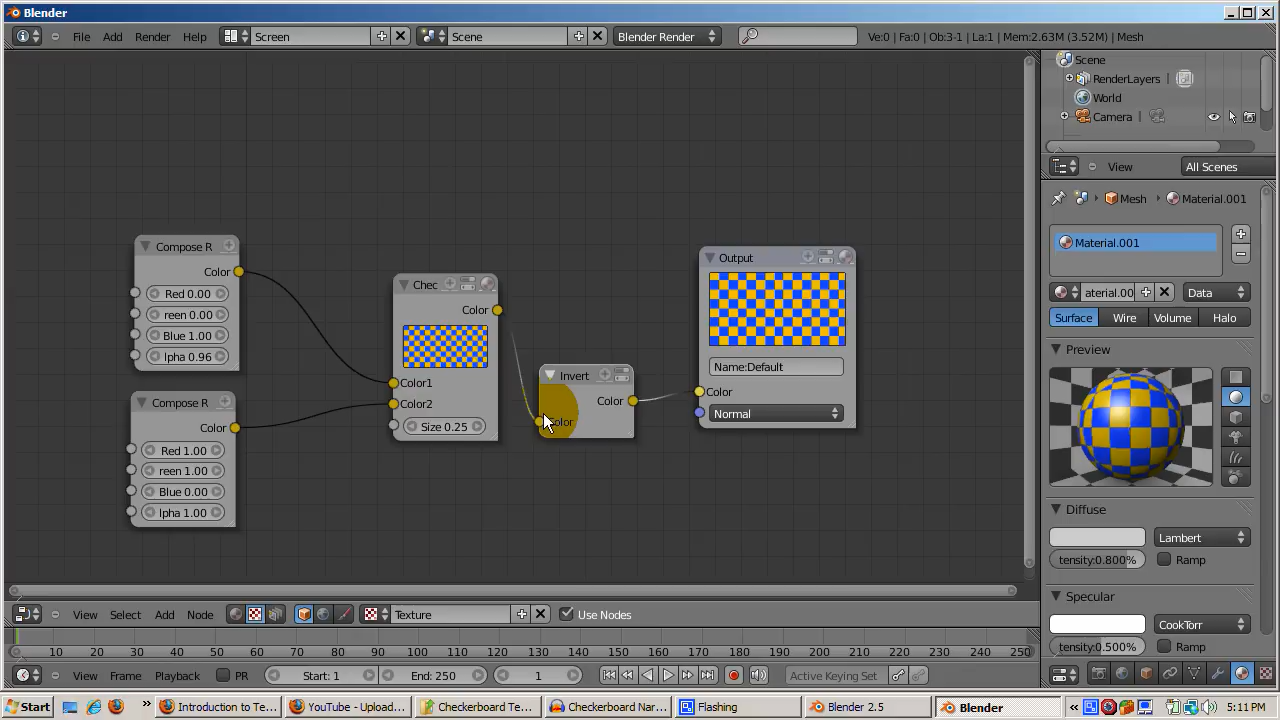 Blender
File Add Render Help Screen Scene Blender Render Ve:0 | Fa:0 | Ob:3-1 | La:1 | Mem:2.63M (3.52M) | Mesh
Scene
RenderLayers
World
Camera
View All Scenes
Mesh Material.001
Material.001
aterial.00 Data
Surface Wire Volume Halo
Preview
Diffuse
Lambert
tensity:0.800% Ramp
Specular
CookTorr
tensity:0.500% Ramp
Compose R
Color
Red 0.00
reen 0.00
Blue 1.00
lpha 0.96
Compose R
Color
Red 1.00
reen 1.00
Blue 0.00
lpha 1.00
Chec
Color
Color1
Color2
Size 0.25
Invert
Color
Color
Output
Name:Default
Color
Normal
View Select Add Node Texture Use Nodes
10 20 30 40 50 60 70 80 90 100 110 120 130 140 150 160 170 180 190 200 210 220 230 240 250
View Frame Playback PR Start: 1 End: 250 1 Active Keying Set
Start Introduction to Te... YouTube - Upload... Checkerboard Te... Checkerboard Nar... Flashing Blender 2.5 Blender 5:11 PM